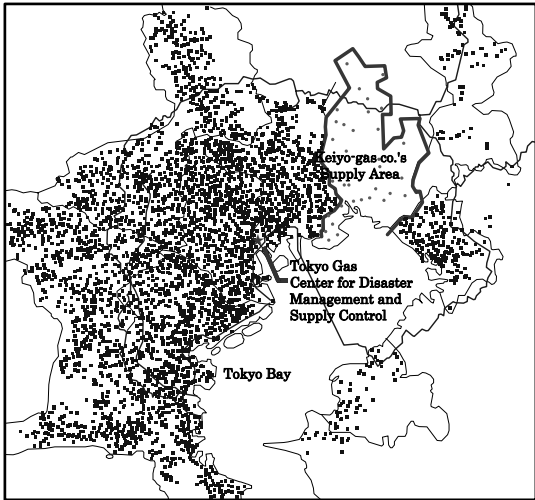 Keiyo-gas co.'s
Supply Area
Tokyo Gas
Center for Disaster
Management and
Supply Control
Tokyo Bay